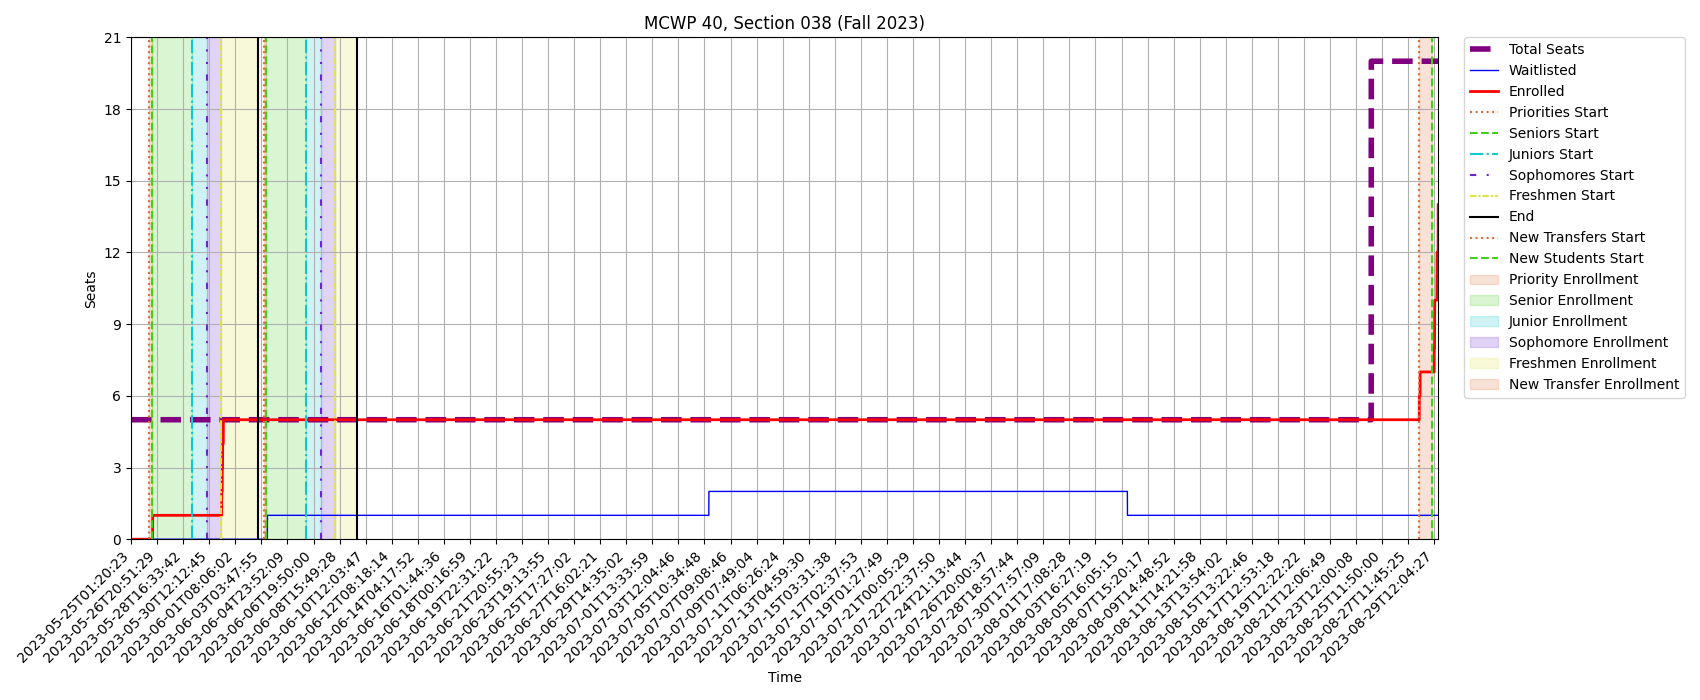 MCWP 40, Section 038 (Fall 2023)
Seats
21
18
15
12
9
6
3
0
2023-05-25T01:20:23
2023-05-26T20:51:29
2023-05-28T16:33:42
2023-05-30T12:12:45
2023-06-01T08:06:02
2023-06-03T03:47:55
2023-06-04T23:52:09
2023-06-06T19:50:00
2023-06-08T15:49:28
2023-06-10T12:03:47
2023-06-12T08:18:14
2023-06-14T04:17:52
2023-06-16T01:44:36
2023-06-18T00:16:59
2023-06-19T22:31:22
2023-06-21T20:55:23
2023-06-23T19:13:55
2023-06-25T17:27:02
2023-06-27T16:02:21
2023-06-29T14:35:02
2023-07-01T13:33:59
2023-07-03T12:04:46
2023-07-05T10:34:48
2023-07-07T09:08:46
2023-07-09T07:49:04
2023-07-11T06:26:24
2023-07-13T04:59:30
2023-07-15T03:31:38
2023-07-17T02:37:53
2023-07-19T01:27:49
2023-07-21T00:05:29
2023-07-22T22:37:50
2023-07-24T21:13:44
2023-07-26T20:00:37
2023-07-28T18:57:44
2023-07-30T17:57:09
2023-08-01T17:08:28
2023-08-03T16:27:19
2023-08-05T16:05:15
2023-08-07T15:20:17
2023-08-09T14:48:52
2023-08-11T14:21:58
2023-08-13T13:54:02
2023-08-15T13:22:46
2023-08-17T12:53:18
2023-08-19T12:22:22
2023-08-21T12:06:49
2023-08-23T12:00:08
2023-08-25T11:50:00
2023-08-27T11:45:25
2023-08-29T12:04:27
Time
Total Seats
Waitlisted
Enrolled
Priorities Start
Seniors Start
Juniors Start
Sophomores Start
Freshmen Start
End
New Transfers Start
New Students Start
Priority Enrollment
Senior Enrollment
Junior Enrollment
Sophomore Enrollment
Freshmen Enrollment
New Transfer Enrollment